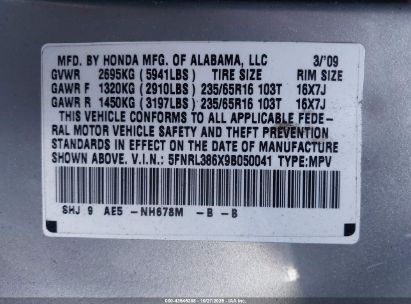 MFD. BY HONDA MFG. OF ALABAMA, LLC 3/'09
GVWR 2695KG (5941LBS) TIRE SIZE RIM SIZE
GAWR F 1320KG (2910LBS) 235/65R16 103T 16X7J
GAWR R 1450KG (3197LBS) 235/65R16 103T 16X7J
THIS VEHICLE CONFORMS TO ALL APPLICABLE FEDE-
RAL MOTOR VEHICLE SAFETY AND THEFT PREVENTION
STANDARDS IN EFFECT ON THE DATE OF MANUFACTURE
SHOWN ABOVE. V.I.N.: 5FNRL386X9B050041 TYPE:MPV
SHJ 9 AE5 -NH678M -B -B